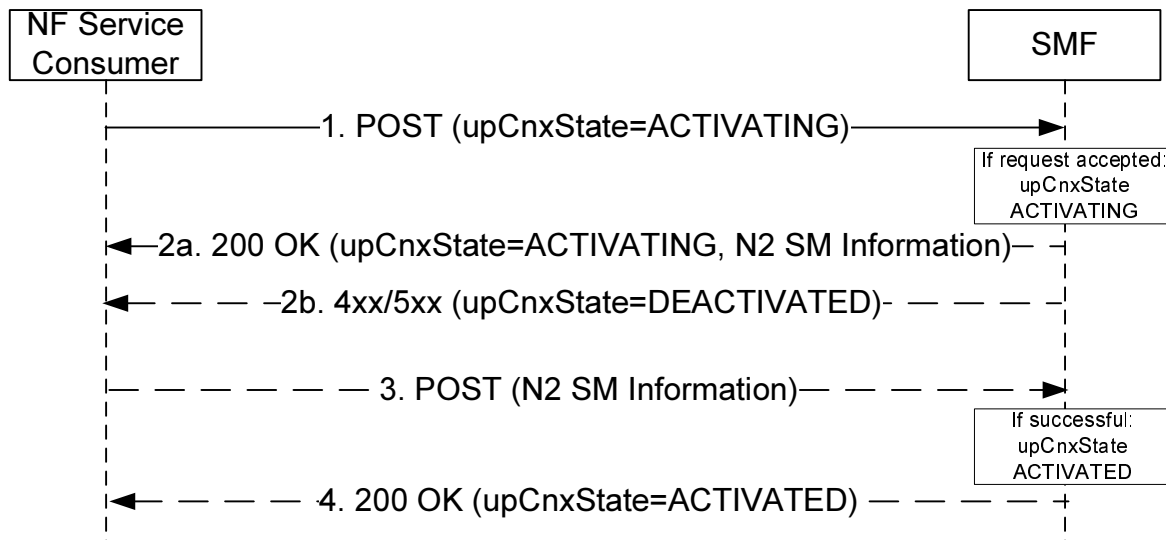 NF Service
Consumer
SMF
1. POST (upCnxState=ACTIVATING)
If request accepted:
upCnxState
ACTIVATING
2a. 200 OK (upCnxState=ACTIVATING, N2 SM Information)
2b. 4xx/5xx (upCnxState=DEACTIVATED)
3. POST (N2 SM Information)
If successful:
upCnxState
ACTIVATED
4. 200 OK (upCnxState=ACTIVATED)